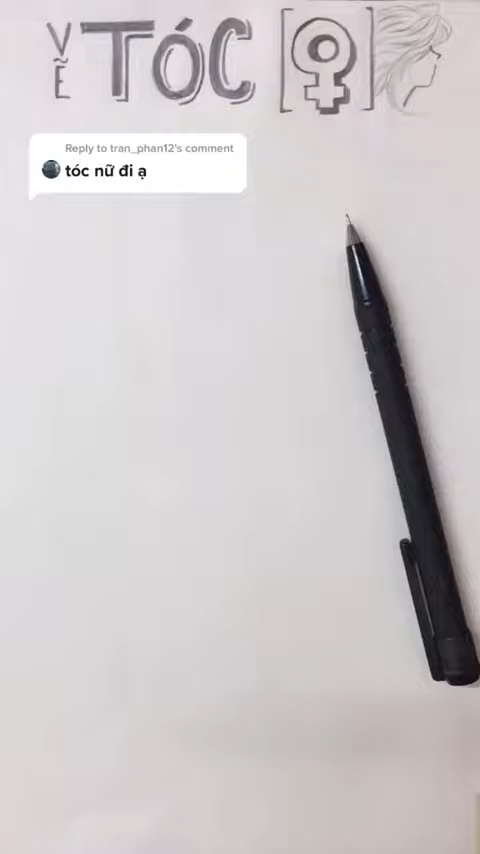 VẼ TÓC [♀]
Reply to tran_phan12's comment
tóc nữ đi ạ